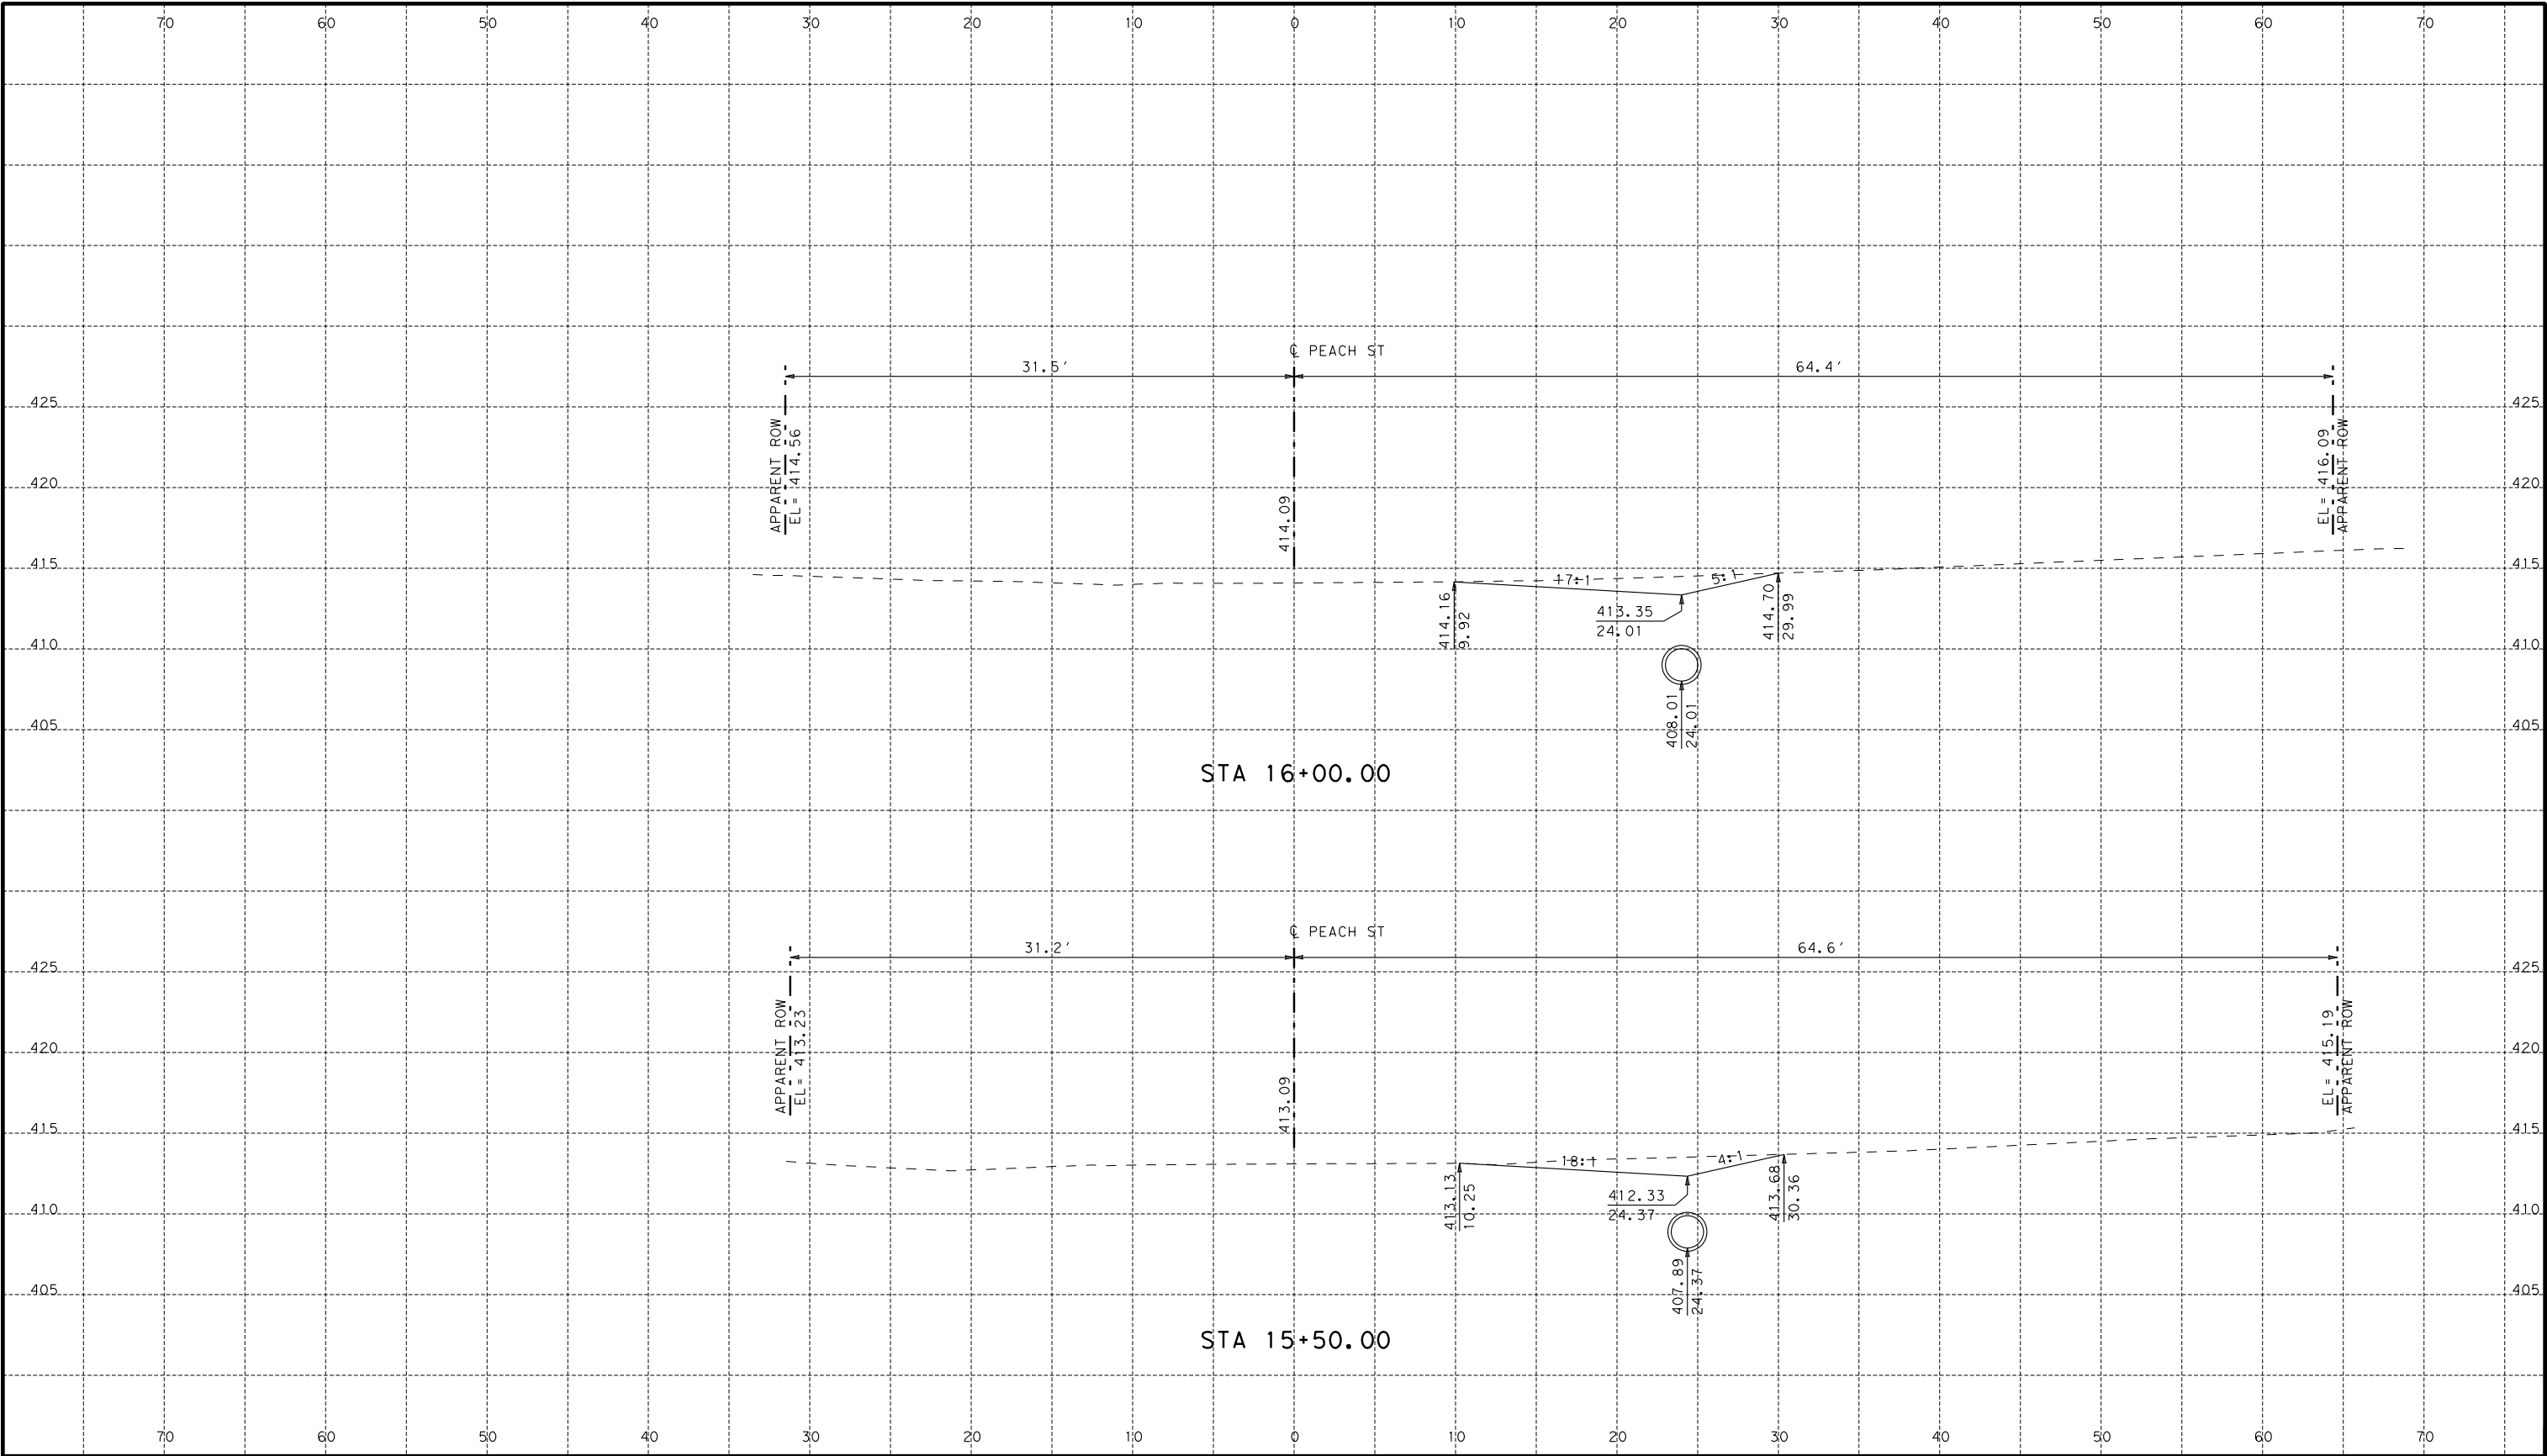 70 60 50 40 30 20 10 0 10 20 30 40 50 60 70
℄ PEACH ST
31.5′ 64.4′
425 425
APPARENT ROW
EL= 414.56
EL= 416.09
APPARENT ROW
420 420
414.09
415 415
17:1 5:1
414.16
9.92
413.35
24.01
414.70
29.99
410 410
408.01
24.01
405 405
STA 16+00.00
℄ PEACH ST
31.2′ 64.6′
425 425
APPARENT ROW
EL= 413.23
EL= 415.19
APPARENT ROW
420 420
413.09
415 415
18:1 4:1
413.13
10.25
412.33
24.37
413.68
30.36
410 410
407.89
24.37
405 405
STA 15+50.00
70 60 50 40 30 20 10 0 10 20 30 40 50 60 70